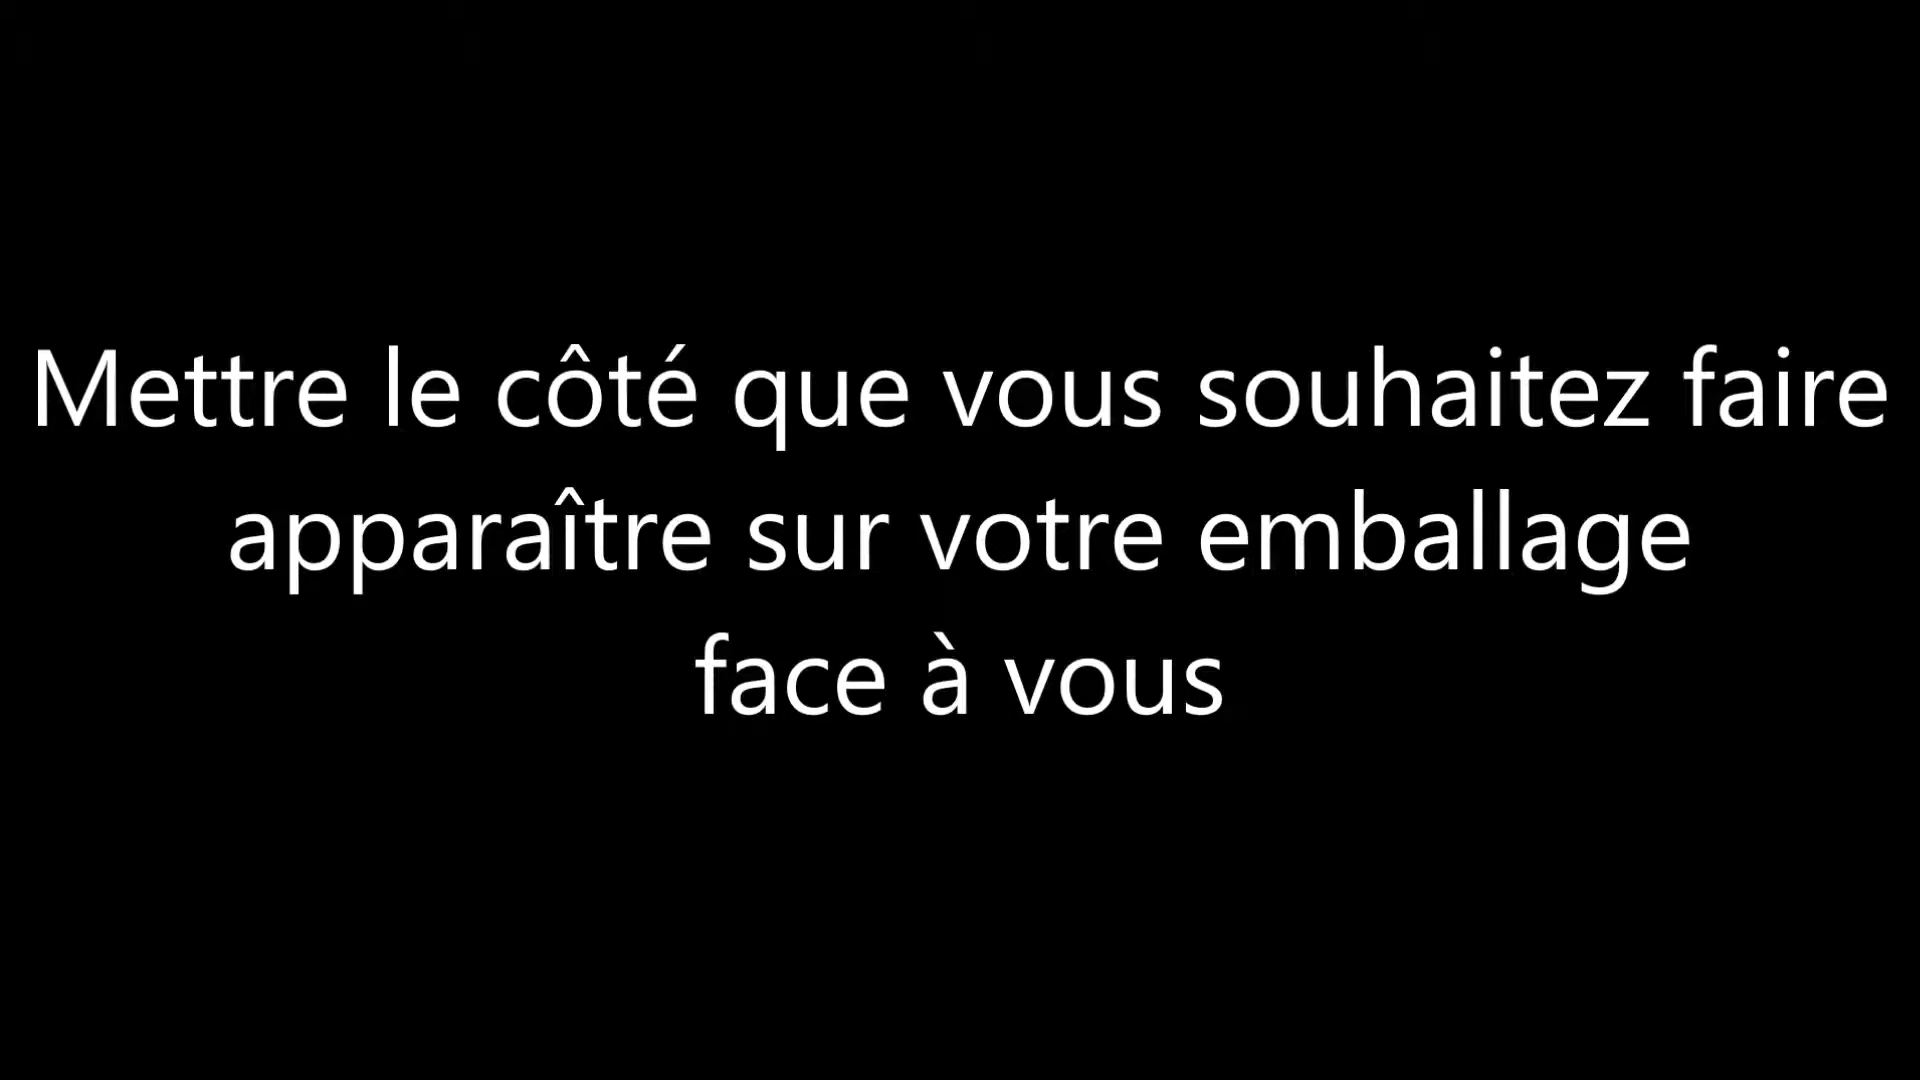 Mettre le côté que vous souhaitez faire
apparaître sur votre emballage
face à vous